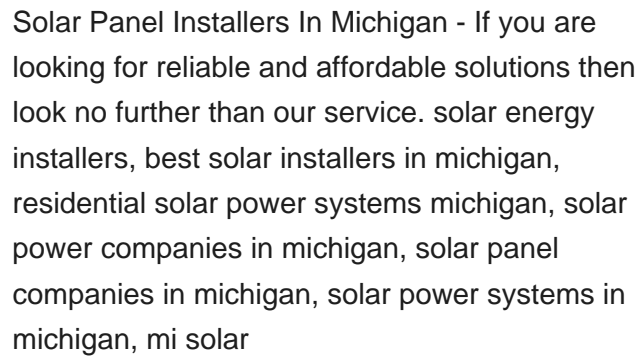 Solar Panel Installers In Michigan - If you are
looking for reliable and affordable solutions then
look no further than our service. solar energy
installers, best solar installers in michigan,
residential solar power systems michigan, solar
power companies in michigan, solar panel
companies in michigan, solar power systems in
michigan, mi solar